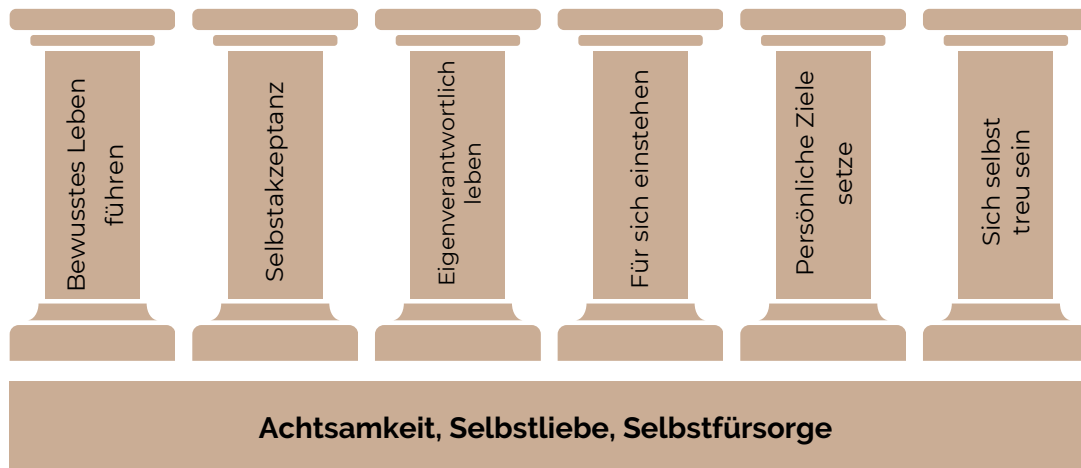 Bewusstes Leben
führen
Selbstakzeptanz
Eigenverantwortlich
leben
Für sich einstehen
Persönliche Ziele
setze
Sich selbst
treu sein
Achtsamkeit, Selbstliebe, Selbstfürsorge